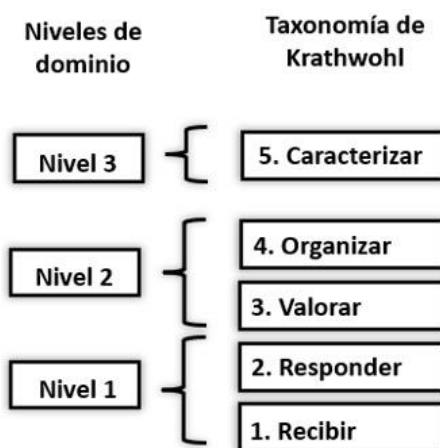 Niveles de
dominio
Taxonomía de
Krathwohl
Nivel 3
5. Caracterizar
Nivel 2
4. Organizar
3. Valorar
Nivel 1
2. Responder
1. Recibir